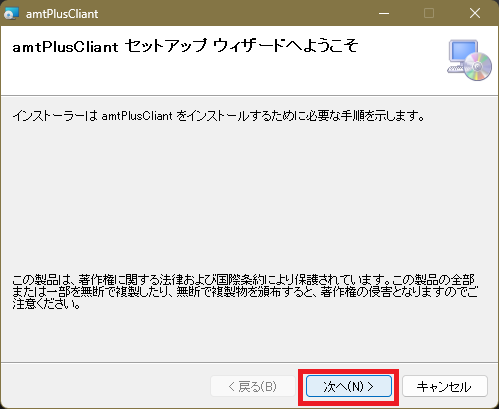 amtPlusCliant
amtPlusCliant セットアップ ウィザードへようこそ
インストーラーは amtPlusCliant をインストールするために必要な手順を示します。
この製品は、著作権に関する法律および国際条約により保護されています。この製品の全部
または一部を無断で複製したり、無断で複製物を頒布すると、著作権の侵害となりますのでご
注意ください。
< 戻る(B)
次へ(N) >
キャンセル